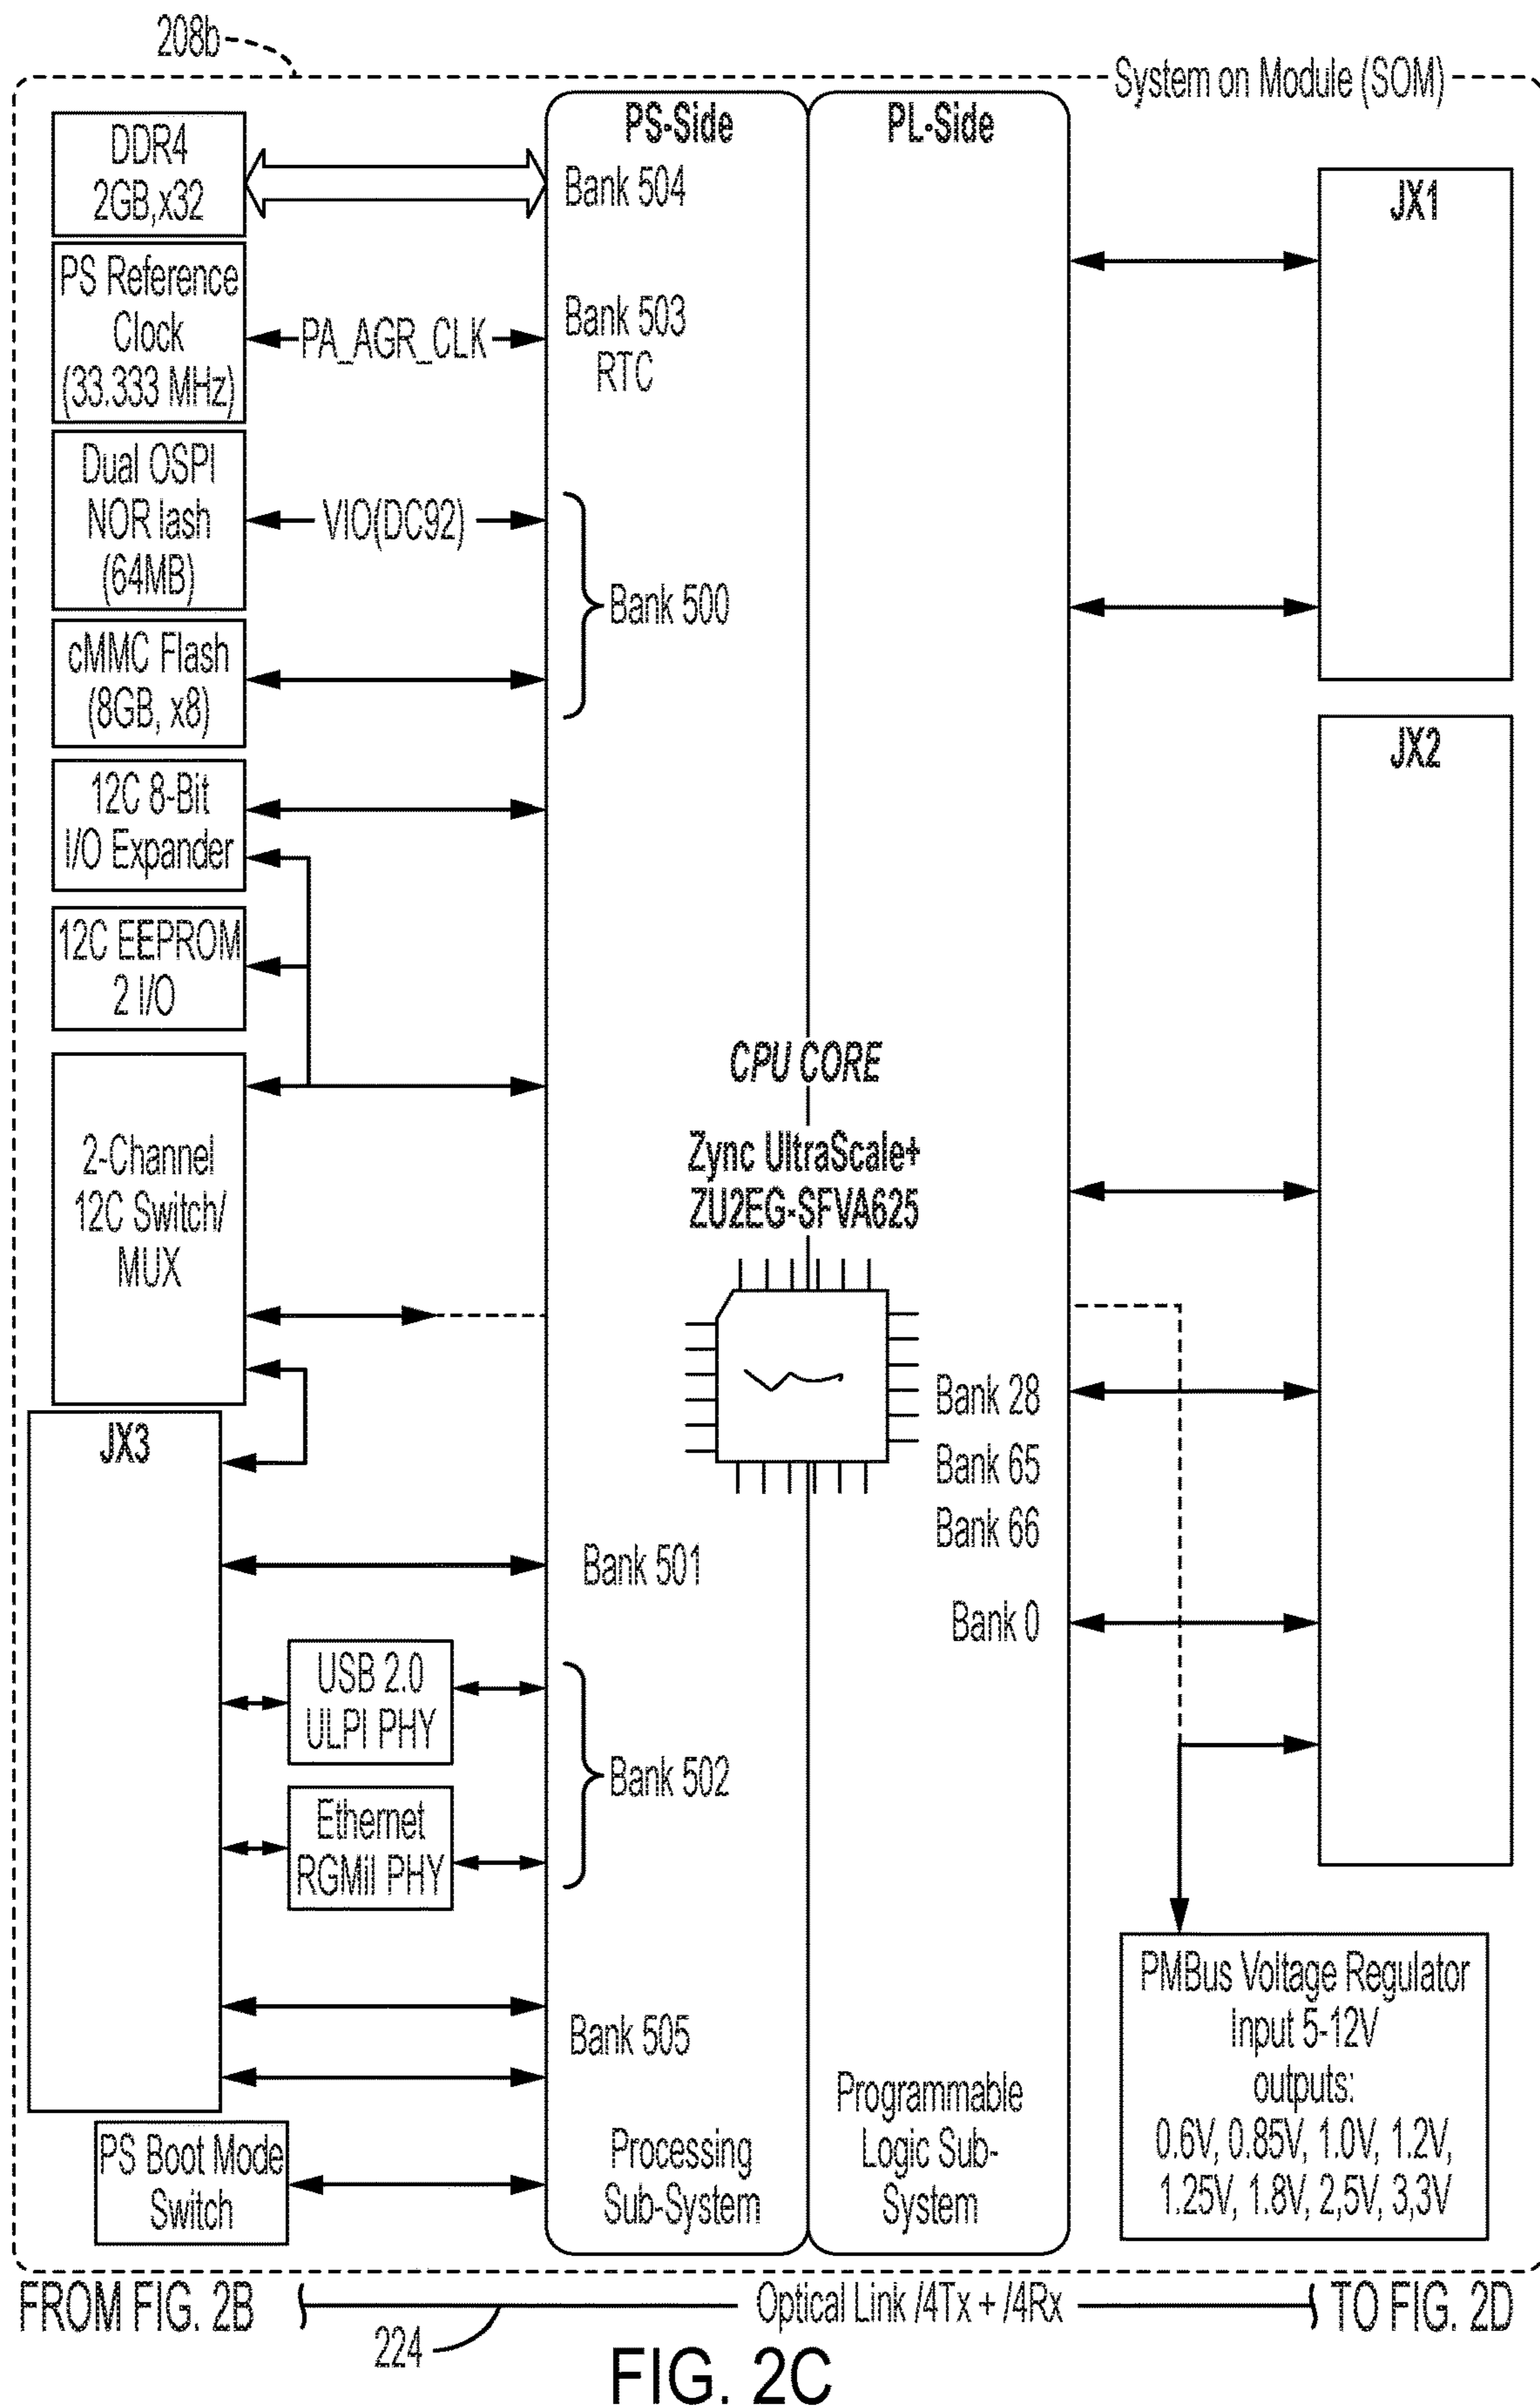 208b
System on Module (SOM)
DDR4
2GB,x32
PS Reference
Clock
(33.333 MHz)
PA_AGR_CLK
Dual OSPI
NOR lash
(64MB)
VIO(DC92)
cMMC Flash
(8GB, x8)
12C 8-Bit
I/O Expander
12C EEPROM
2 I/O
2-Channel
12C Switch/
MUX
JX3
USB 2.0
ULPI PHY
Ethernet
RGMiI PHY
PS Boot Mode
Switch
PS-Side
Bank 504
Bank 503
RTC
Bank 500
Bank 501
Bank 502
Bank 505
Processing
Sub-System
CPU CORE
Zync UltraScale+
ZU2EG-SFVA625
PL-Side
Bank 28
Bank 65
Bank 66
Bank 0
Programmable
Logic Sub-
System
JX1
JX2
PMBus Voltage Regulator
Input 5-12V
outputs:
0.6V, 0.85V, 1.0V, 1.2V,
1.25V, 1.8V, 2,5V, 3,3V
FROM FIG. 2B
Optical Link /4Tx + /4Rx
TO FIG. 2D
224
FIG. 2C